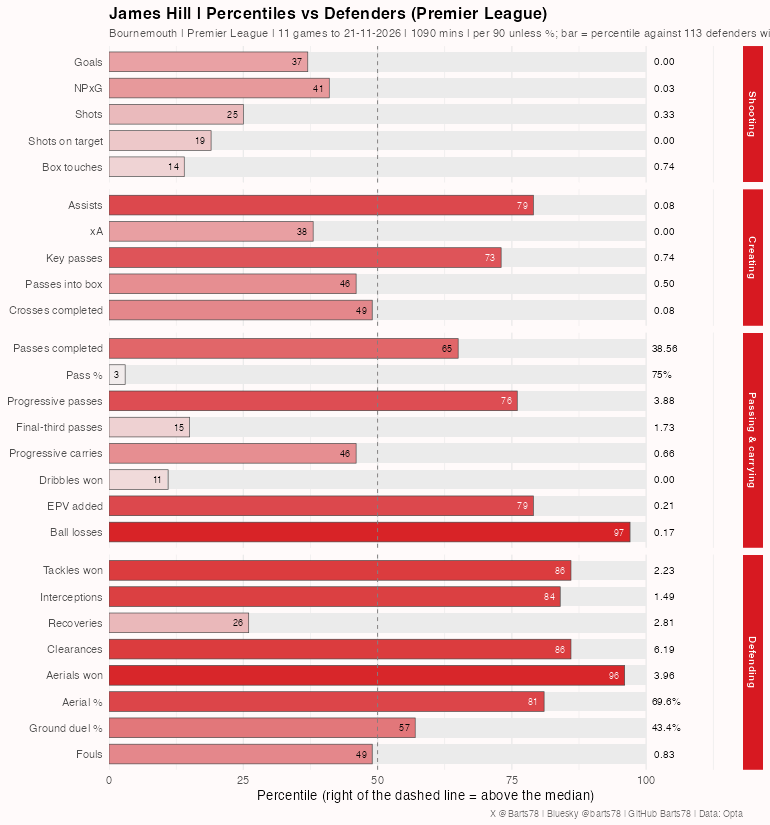 James Hill | Percentiles vs Defenders (Premier League)
Bournemouth | Premier League | 11 games to 21-11-2026 | 1090 mins | per 90 unless %; bar = percentile against 113 defenders wi
Goals 37 0.00
NPxG 41 0.03
Shots 25 0.33
Shots on target 19 0.00
Box touches 14 0.74
Shooting
Assists 79 0.08
xA 38 0.00
Key passes 73 0.74
Passes into box 46 0.50
Crosses completed 49 0.08
Creating
Passes completed 65 38.56
Pass % 3 75%
Progressive passes 76 3.88
Final-third passes 15 1.73
Progressive carries 46 0.66
Dribbles won 11 0.00
EPV added 79 0.21
Ball losses 97 0.17
Passing & carrying
Tackles won 86 2.23
Interceptions 84 1.49
Recoveries 26 2.81
Clearances 86 6.19
Aerials won 96 3.96
Aerial % 81 69.6%
Ground duel % 57 43.4%
Fouls 49 0.83
Defending
0 25 50 75 100
Percentile (right of the dashed line = above the median)
X @Barts78 | Bluesky @barts78 | GitHub Barts78 | Data: Opta